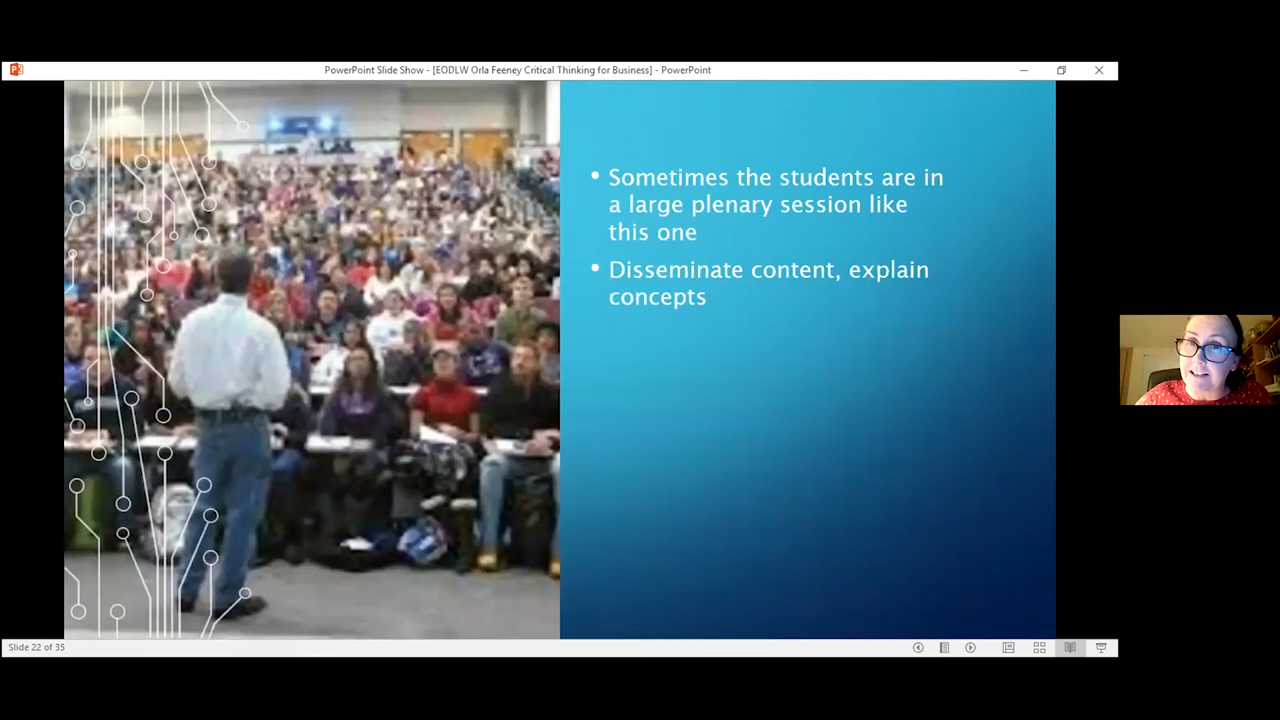 PowerPoint Slide Show - [EODLW Orla Feeney Critical Thinking for Business] - PowerPoint
• Sometimes the students are in
a large plenary session like
this one
• Disseminate content, explain
concepts
Slide 22 of 35